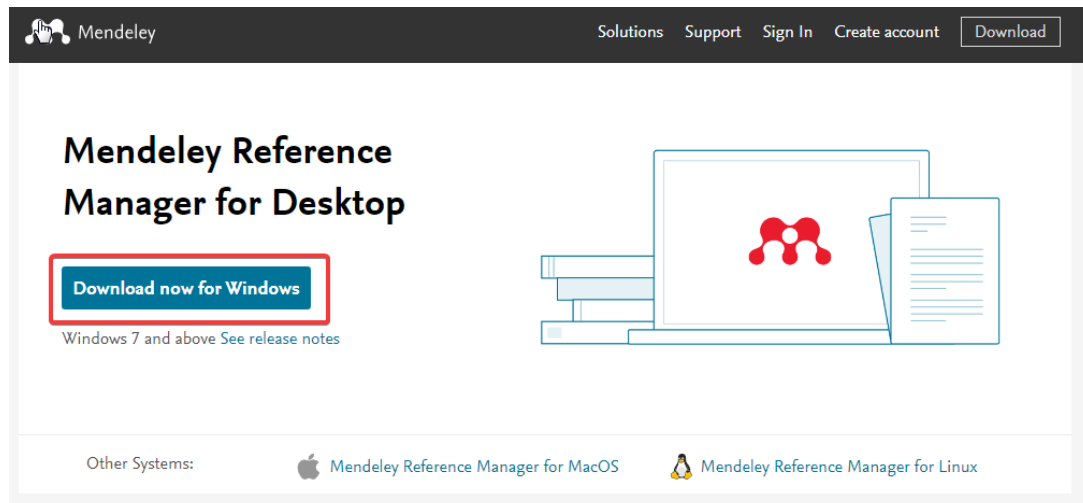 Mendeley
Solutions Support Sign In Create account Download
Mendeley Reference
Manager for Desktop
Download now for Windows
Windows 7 and above See release notes
Other Systems: Mendeley Reference Manager for MacOS Mendeley Reference Manager for Linux